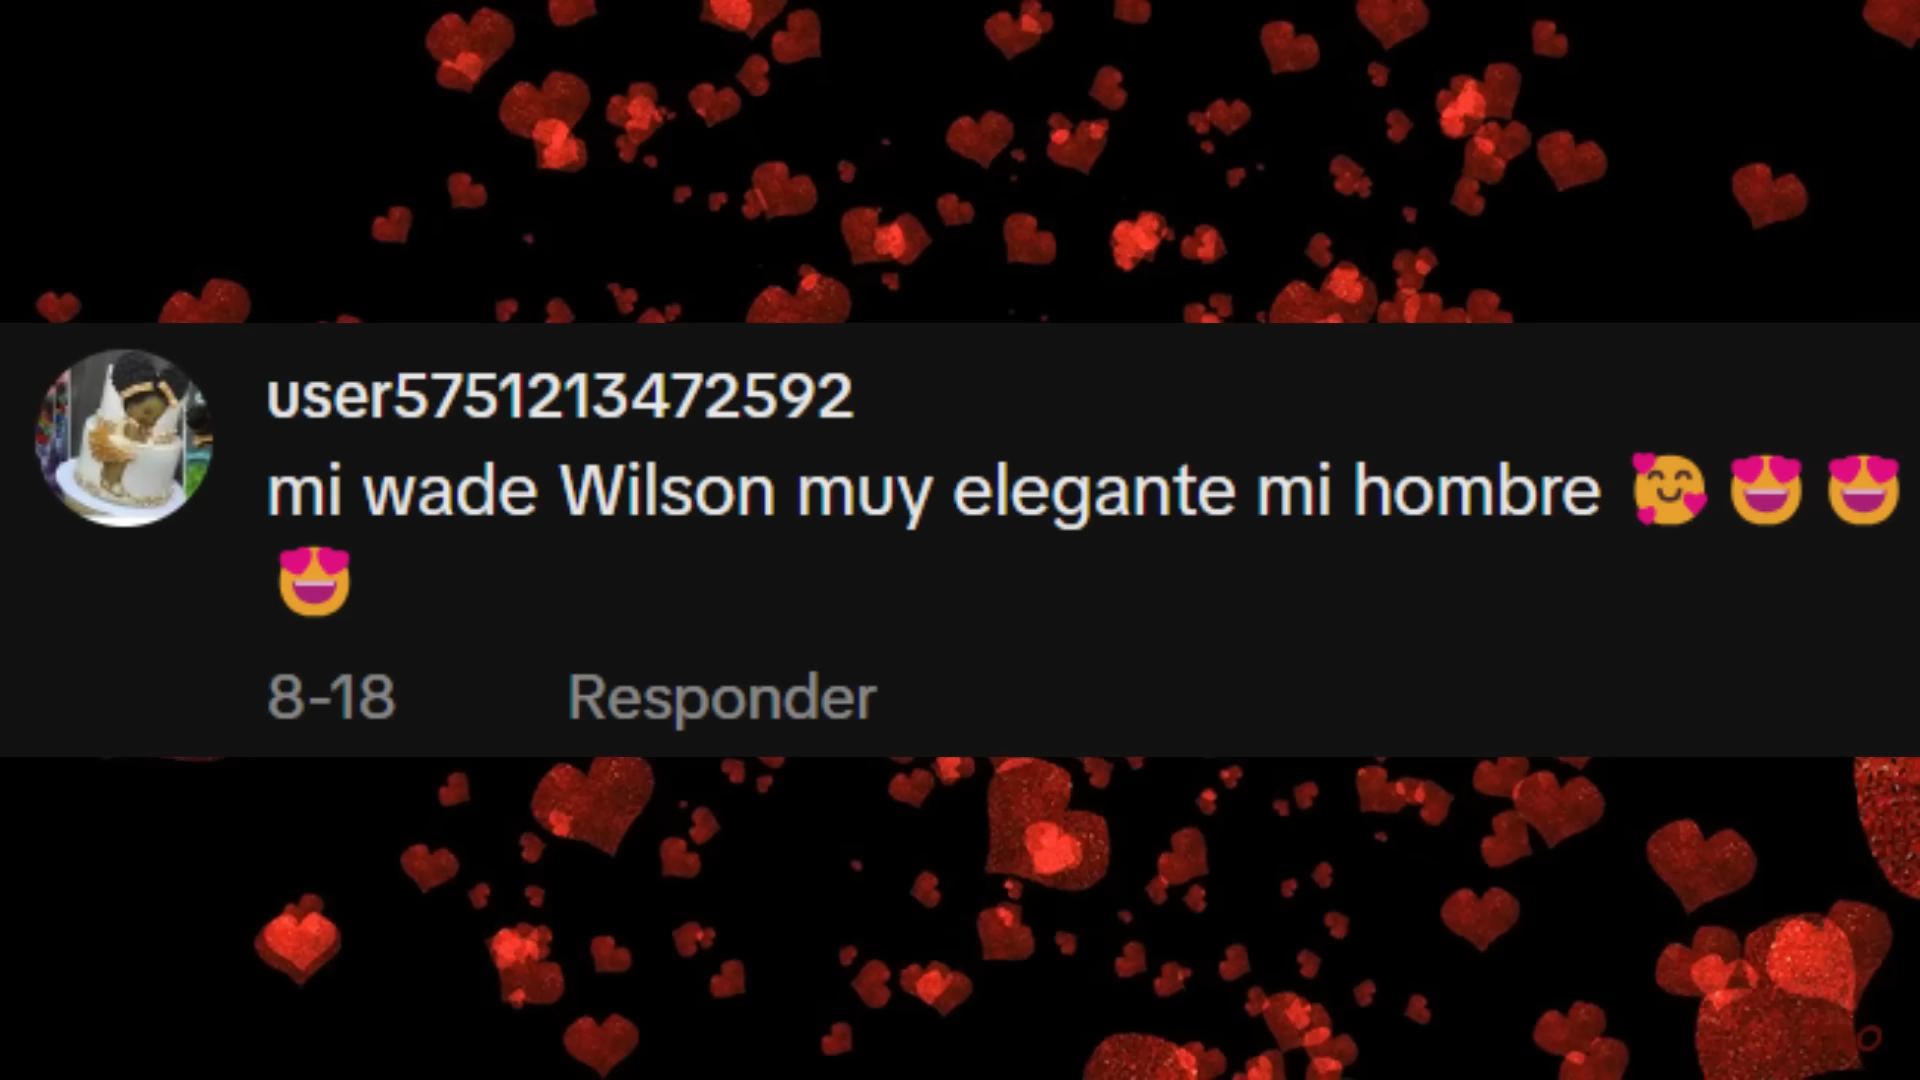 user5751213472592
mi wade Wilson muy elegante mi hombre 🥰😍😍
😍
8-18 Responder